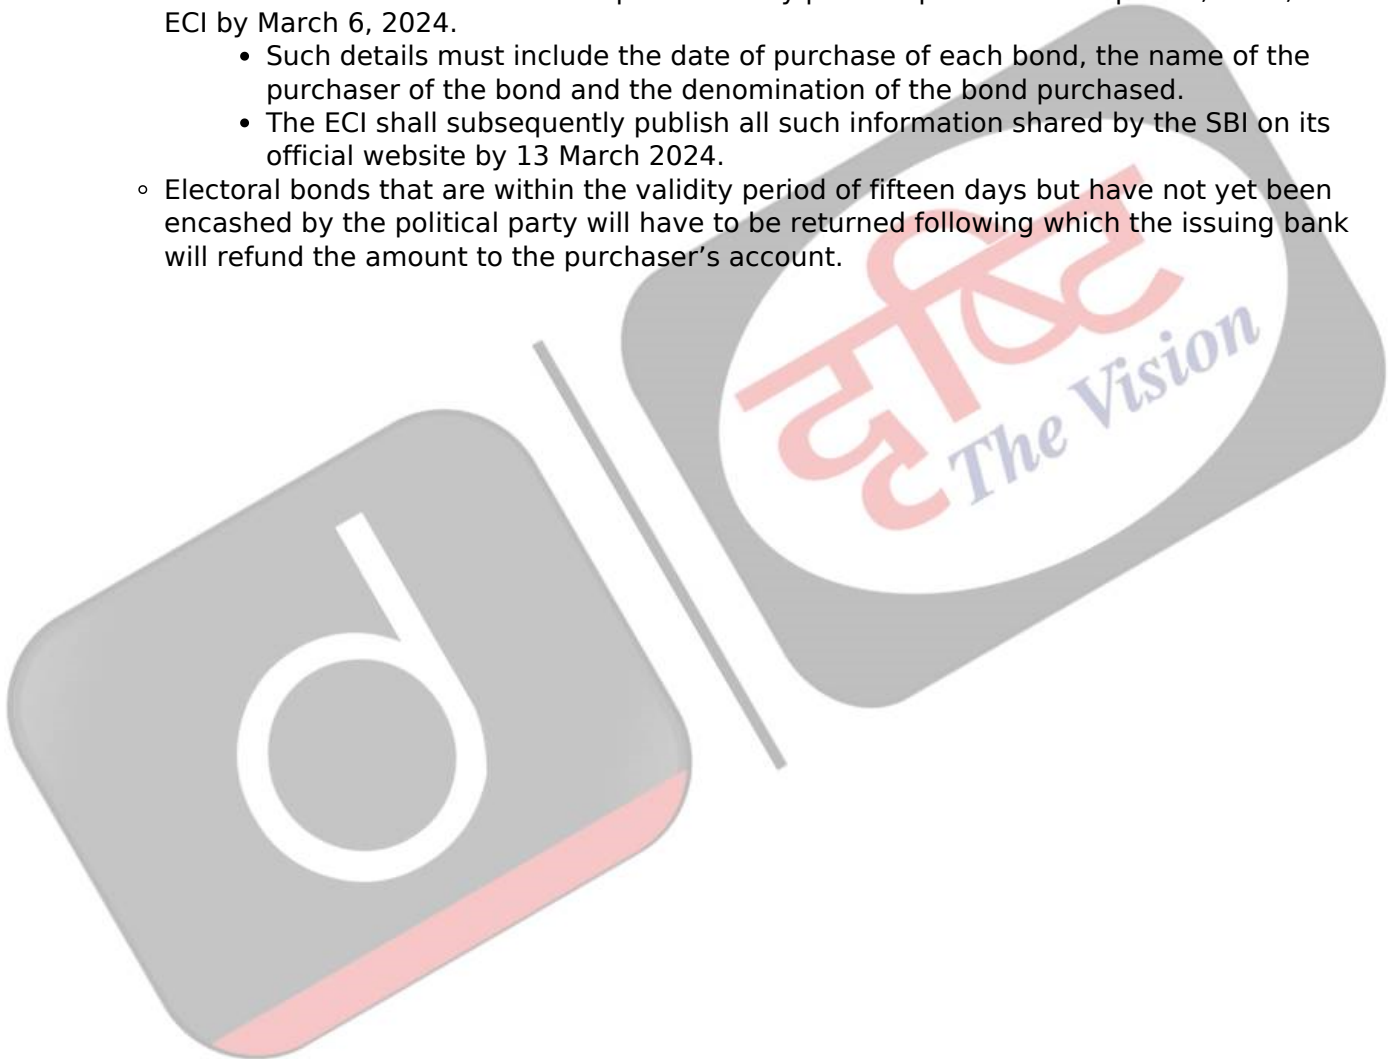 ECI by March 6, 2024.
• Such details must include the date of purchase of each bond, the name of the
purchaser of the bond and the denomination of the bond purchased.
• The ECI shall subsequently publish all such information shared by the SBI on its
official website by 13 March 2024.
◦ Electoral bonds that are within the validity period of fifteen days but have not yet been
encashed by the political party will have to be returned following which the issuing bank
will refund the amount to the purchaser’s account.
दृष्टि
The Vision
d